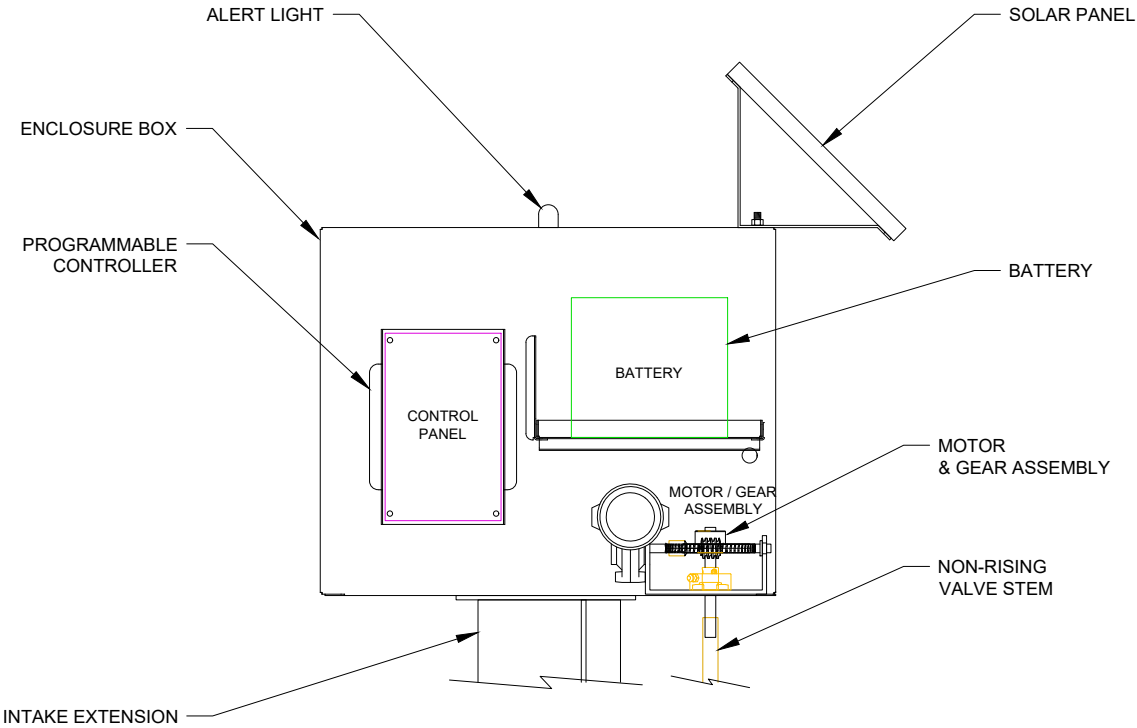 ALERT LIGHT
SOLAR PANEL
ENCLOSURE BOX
PROGRAMMABLE
CONTROLLER
BATTERY
BATTERY
CONTROL
PANEL
MOTOR
& GEAR ASSEMBLY
MOTOR / GEAR
ASSEMBLY
NON-RISING
VALVE STEM
INTAKE EXTENSION